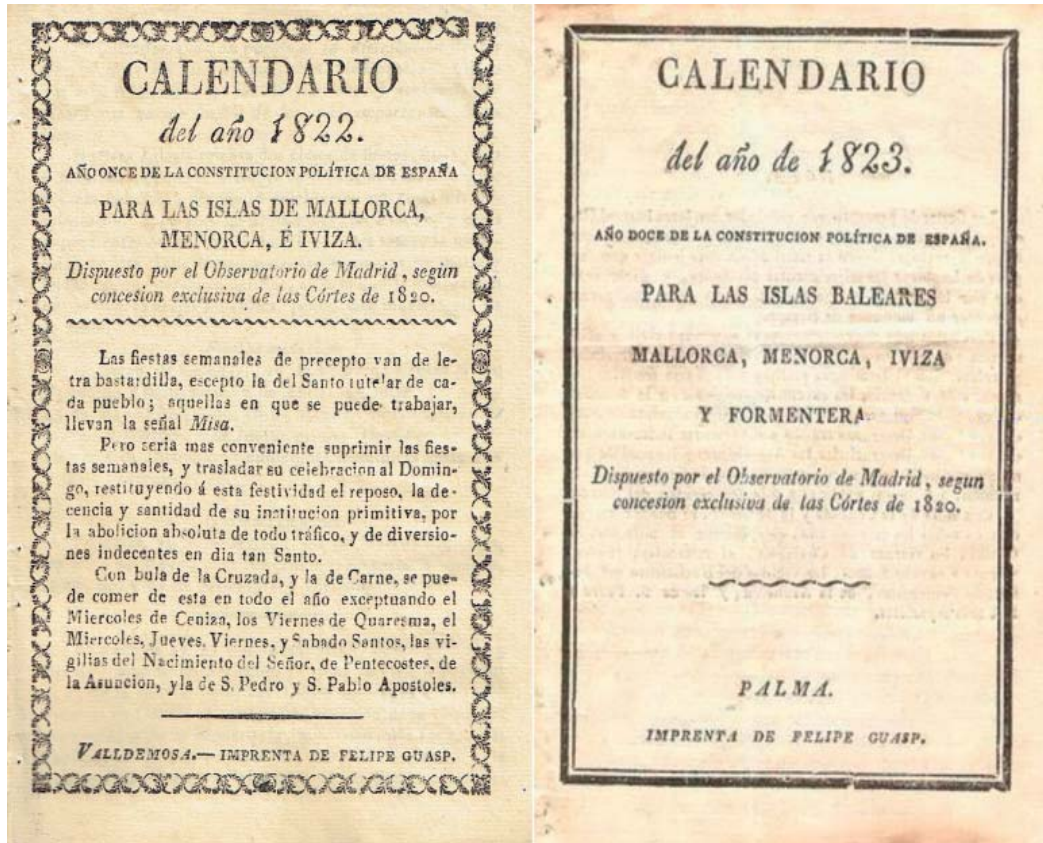 CALENDARIO
del año 1822.
AÑO ONCE DE LA CONSTITUCION POLÍTICA DE ESPAÑA
PARA LAS ISLAS DE MALLORCA,
MENORCA, É IVIZA.
Dispuesto por el Observatorio de Madrid, segun
concesion exclusiva de las Córtes de 1820.
Las fiestas semanales de precepto van de le-
tra bastardilla, escepto la del Santo tutelar de ca-
da pueblo; aquellas en que se puede trabajar,
llevan la señal Misa.
Pero seria mas conveniente suprimir las fies-
tas semanales, y trasladar su celebracion al Domin-
go, restituyendo á esta festividad el reposo, la de-
cencia y santidad de su institucion primitiva, por
la abolicion absoluta de todo tráfico, y de diversio-
nes indecentes en dia tan Santo.
Con bula de la Cruzada, y la de Carne, se pue-
de comer de esta en todo el año exceptuando el
Miercoles de Ceniza, los Viernes de Quaresma, el
Miercoles, Jueves, Viernes, y Sabado Santos, las vi-
gilias del Nacimiento del Señor, de Pentecostes, de
la Asuncion, y la de S. Pedro y S. Pablo Apostoles.
VALLDEMOSA.— IMPRENTA DE FELIPE GUASP.
CALENDARIO
del año de 1823.
AÑO DOCE DE LA CONSTITUCION POLÍTICA DE ESPAÑA.
PARA LAS ISLAS BALEARES
MALLORCA, MENORCA, IVIZA
Y FORMENTERA
Dispuesto por el Observatorio de Madrid, segun
concesion exclusiva de las Córtes de 1820.
PALMA.
IMPRENTA DE FELIPE GUASP.